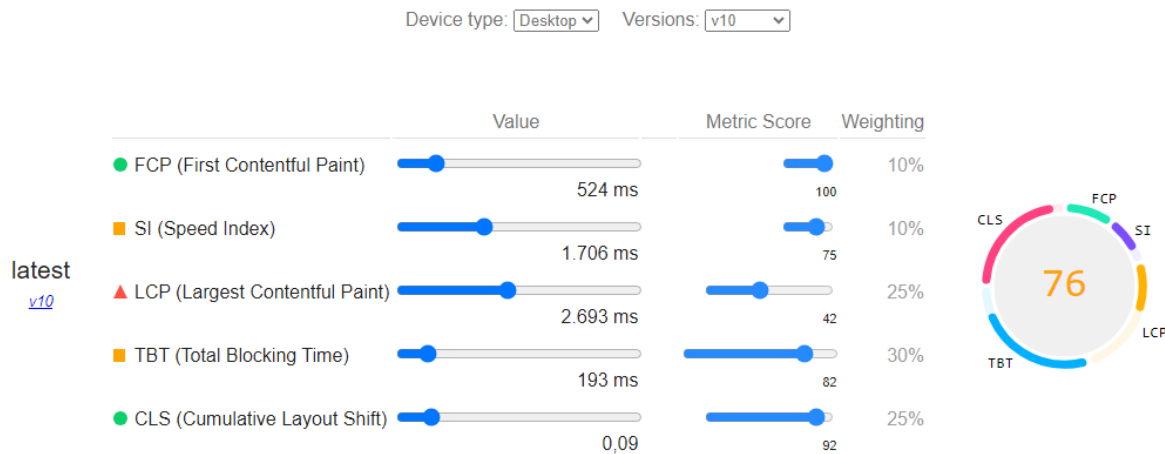 Device type: Desktop Versions: v10
Value Metric Score Weighting
FCP (First Contentful Paint) 10%
524 ms 100
SI (Speed Index) 10%
1.706 ms 75
latest
v10
LCP (Largest Contentful Paint) 25%
2.693 ms 42
TBT (Total Blocking Time) 30%
193 ms 82
CLS (Cumulative Layout Shift) 25%
0,09 92
FCP
SI
LCP
TBT
CLS
76